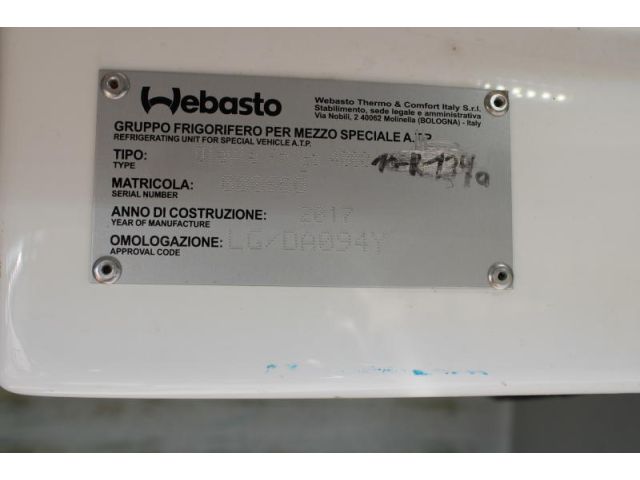 Webasto
Webasto Thermo & Comfort Italy S.r.l.
Stabilimento, sede legale e amministrativa
Via Nobili, 2 40062 Molinella (BOLOGNA) - Italy
GRUPPO FRIGORIFERO PER MEZZO SPECIALE A.T.P.
REFRIGERATING UNIT FOR SPECIAL VEHICLE A.T.P.
TIPO: R134a
TYPE
MATRICOLA:
SERIAL NUMBER
ANNO DI COSTRUZIONE: 2017
YEAR OF MANUFACTURE
OMOLOGAZIONE: LG/DA094Y
APPROVAL CODE